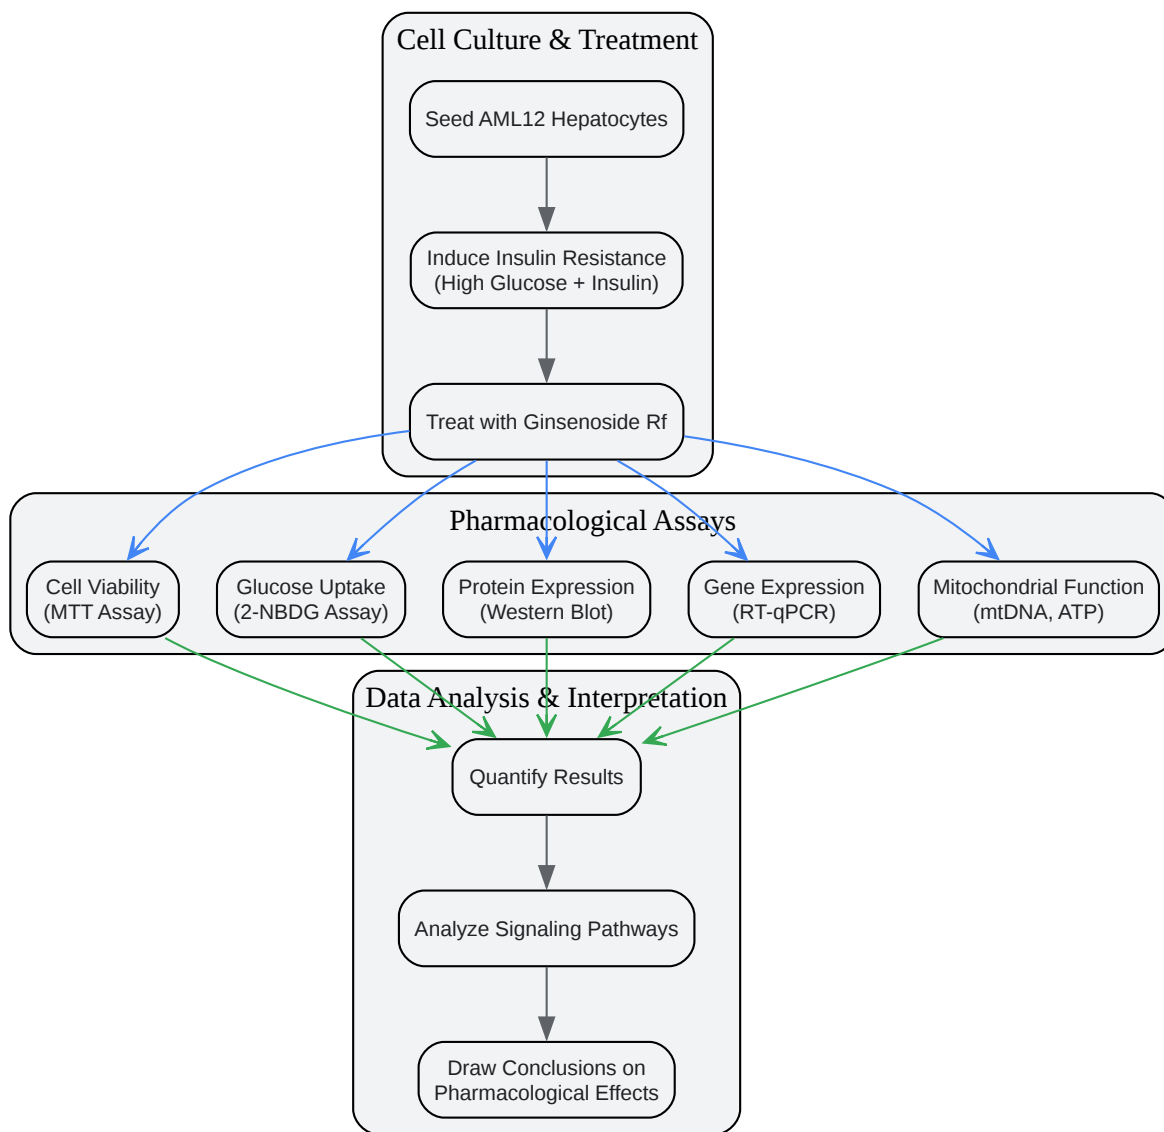 Cell Culture & Treatment
Seed AML12 Hepatocytes
Induce Insulin Resistance
(High Glucose + Insulin)
Treat with Ginsenoside Rf
Pharmacological Assays
Cell Viability
(MTT Assay)
Glucose Uptake
(2-NBDG Assay)
Protein Expression
(Western Blot)
Gene Expression
(RT-qPCR)
Mitochondrial Function
(mtDNA, ATP)
Data Analysis & Interpretation
Quantify Results
Analyze Signaling Pathways
Draw Conclusions on
Pharmacological Effects